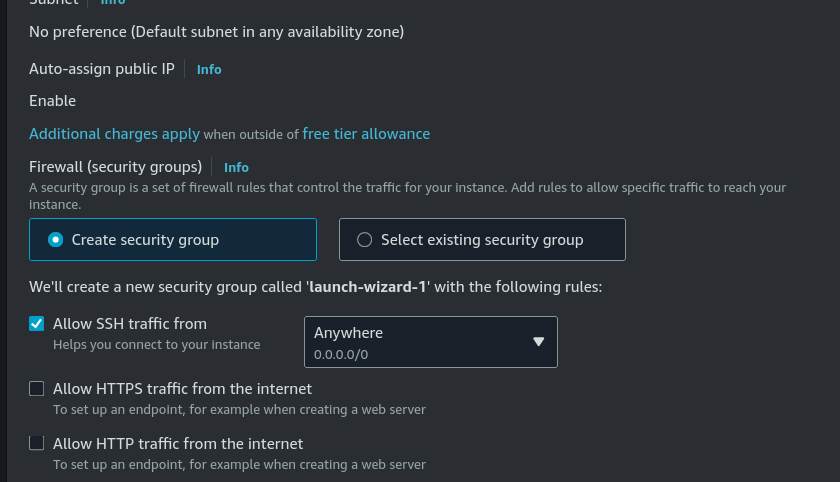 Subnet Info
No preference (Default subnet in any availability zone)
Auto-assign public IP Info
Enable
Additional charges apply when outside of free tier allowance
Firewall (security groups) Info
A security group is a set of firewall rules that control the traffic for your instance. Add rules to allow specific traffic to reach your
instance.
Create security group
Select existing security group
We'll create a new security group called 'launch-wizard-1' with the following rules:
Allow SSH traffic from
Helps you connect to your instance
Anywhere
0.0.0.0/0
Allow HTTPS traffic from the internet
To set up an endpoint, for example when creating a web server
Allow HTTP traffic from the internet
To set up an endpoint, for example when creating a web server